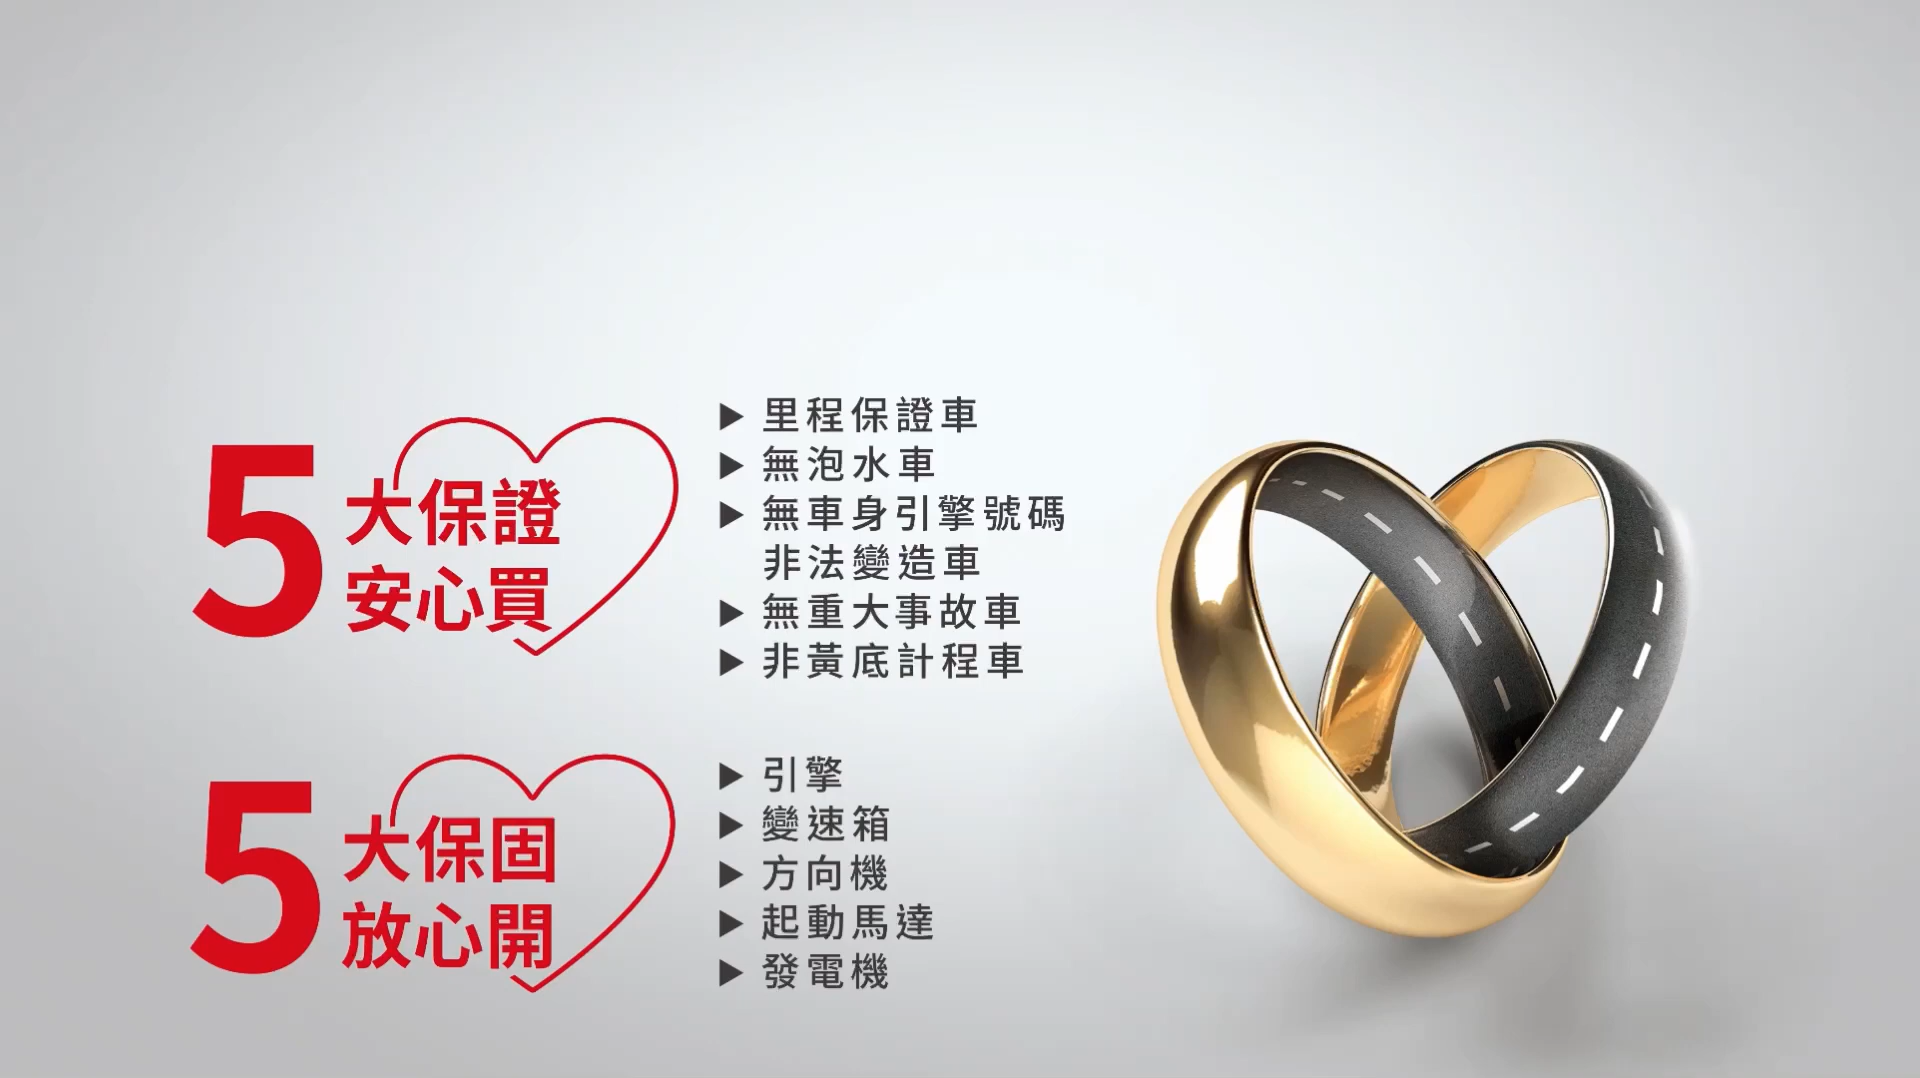 5大保證
安心買
▶ 里程保證車
▶ 無泡水車
▶ 無車身引擎號碼
非法變造車
▶ 無重大事故車
▶ 非黃底計程車
5大保固
放心開
▶ 引擎
▶ 變速箱
▶ 方向機
▶ 起動馬達
▶ 發電機